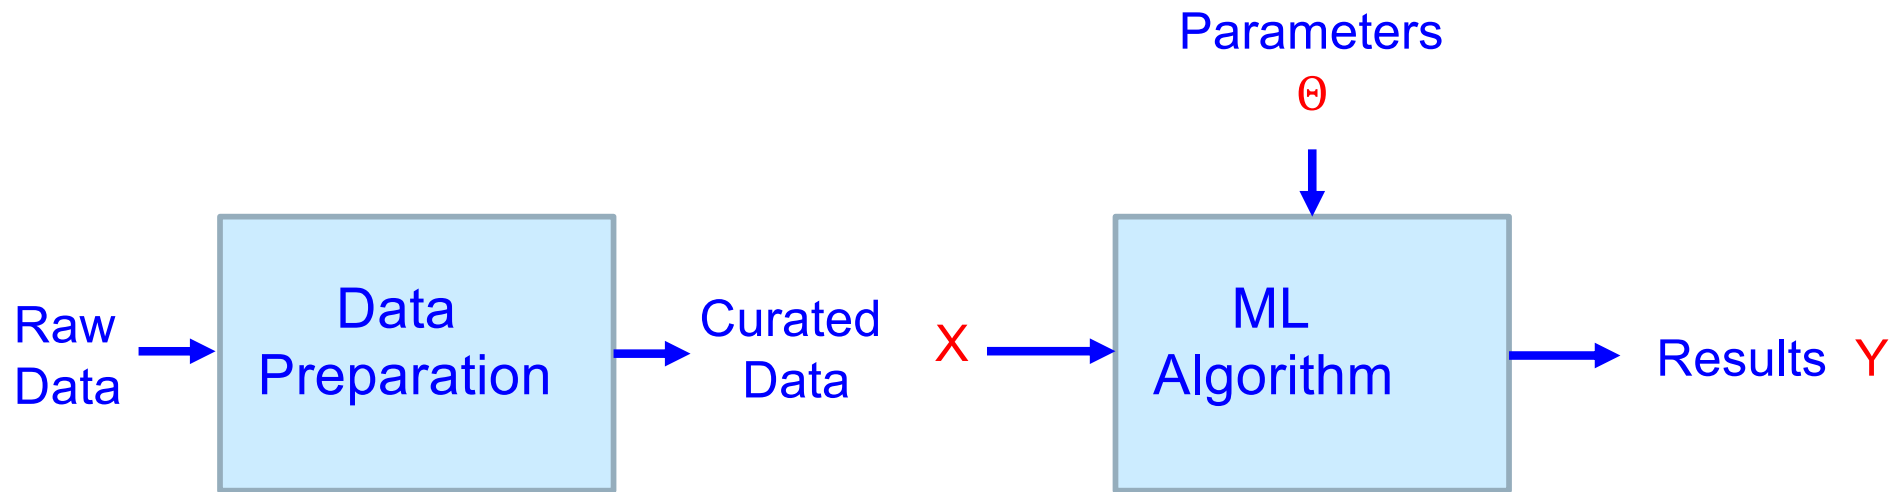 Parameters
Θ
Raw
Data
Data
Preparation
Curated
Data
X
ML
Algorithm
Results Y